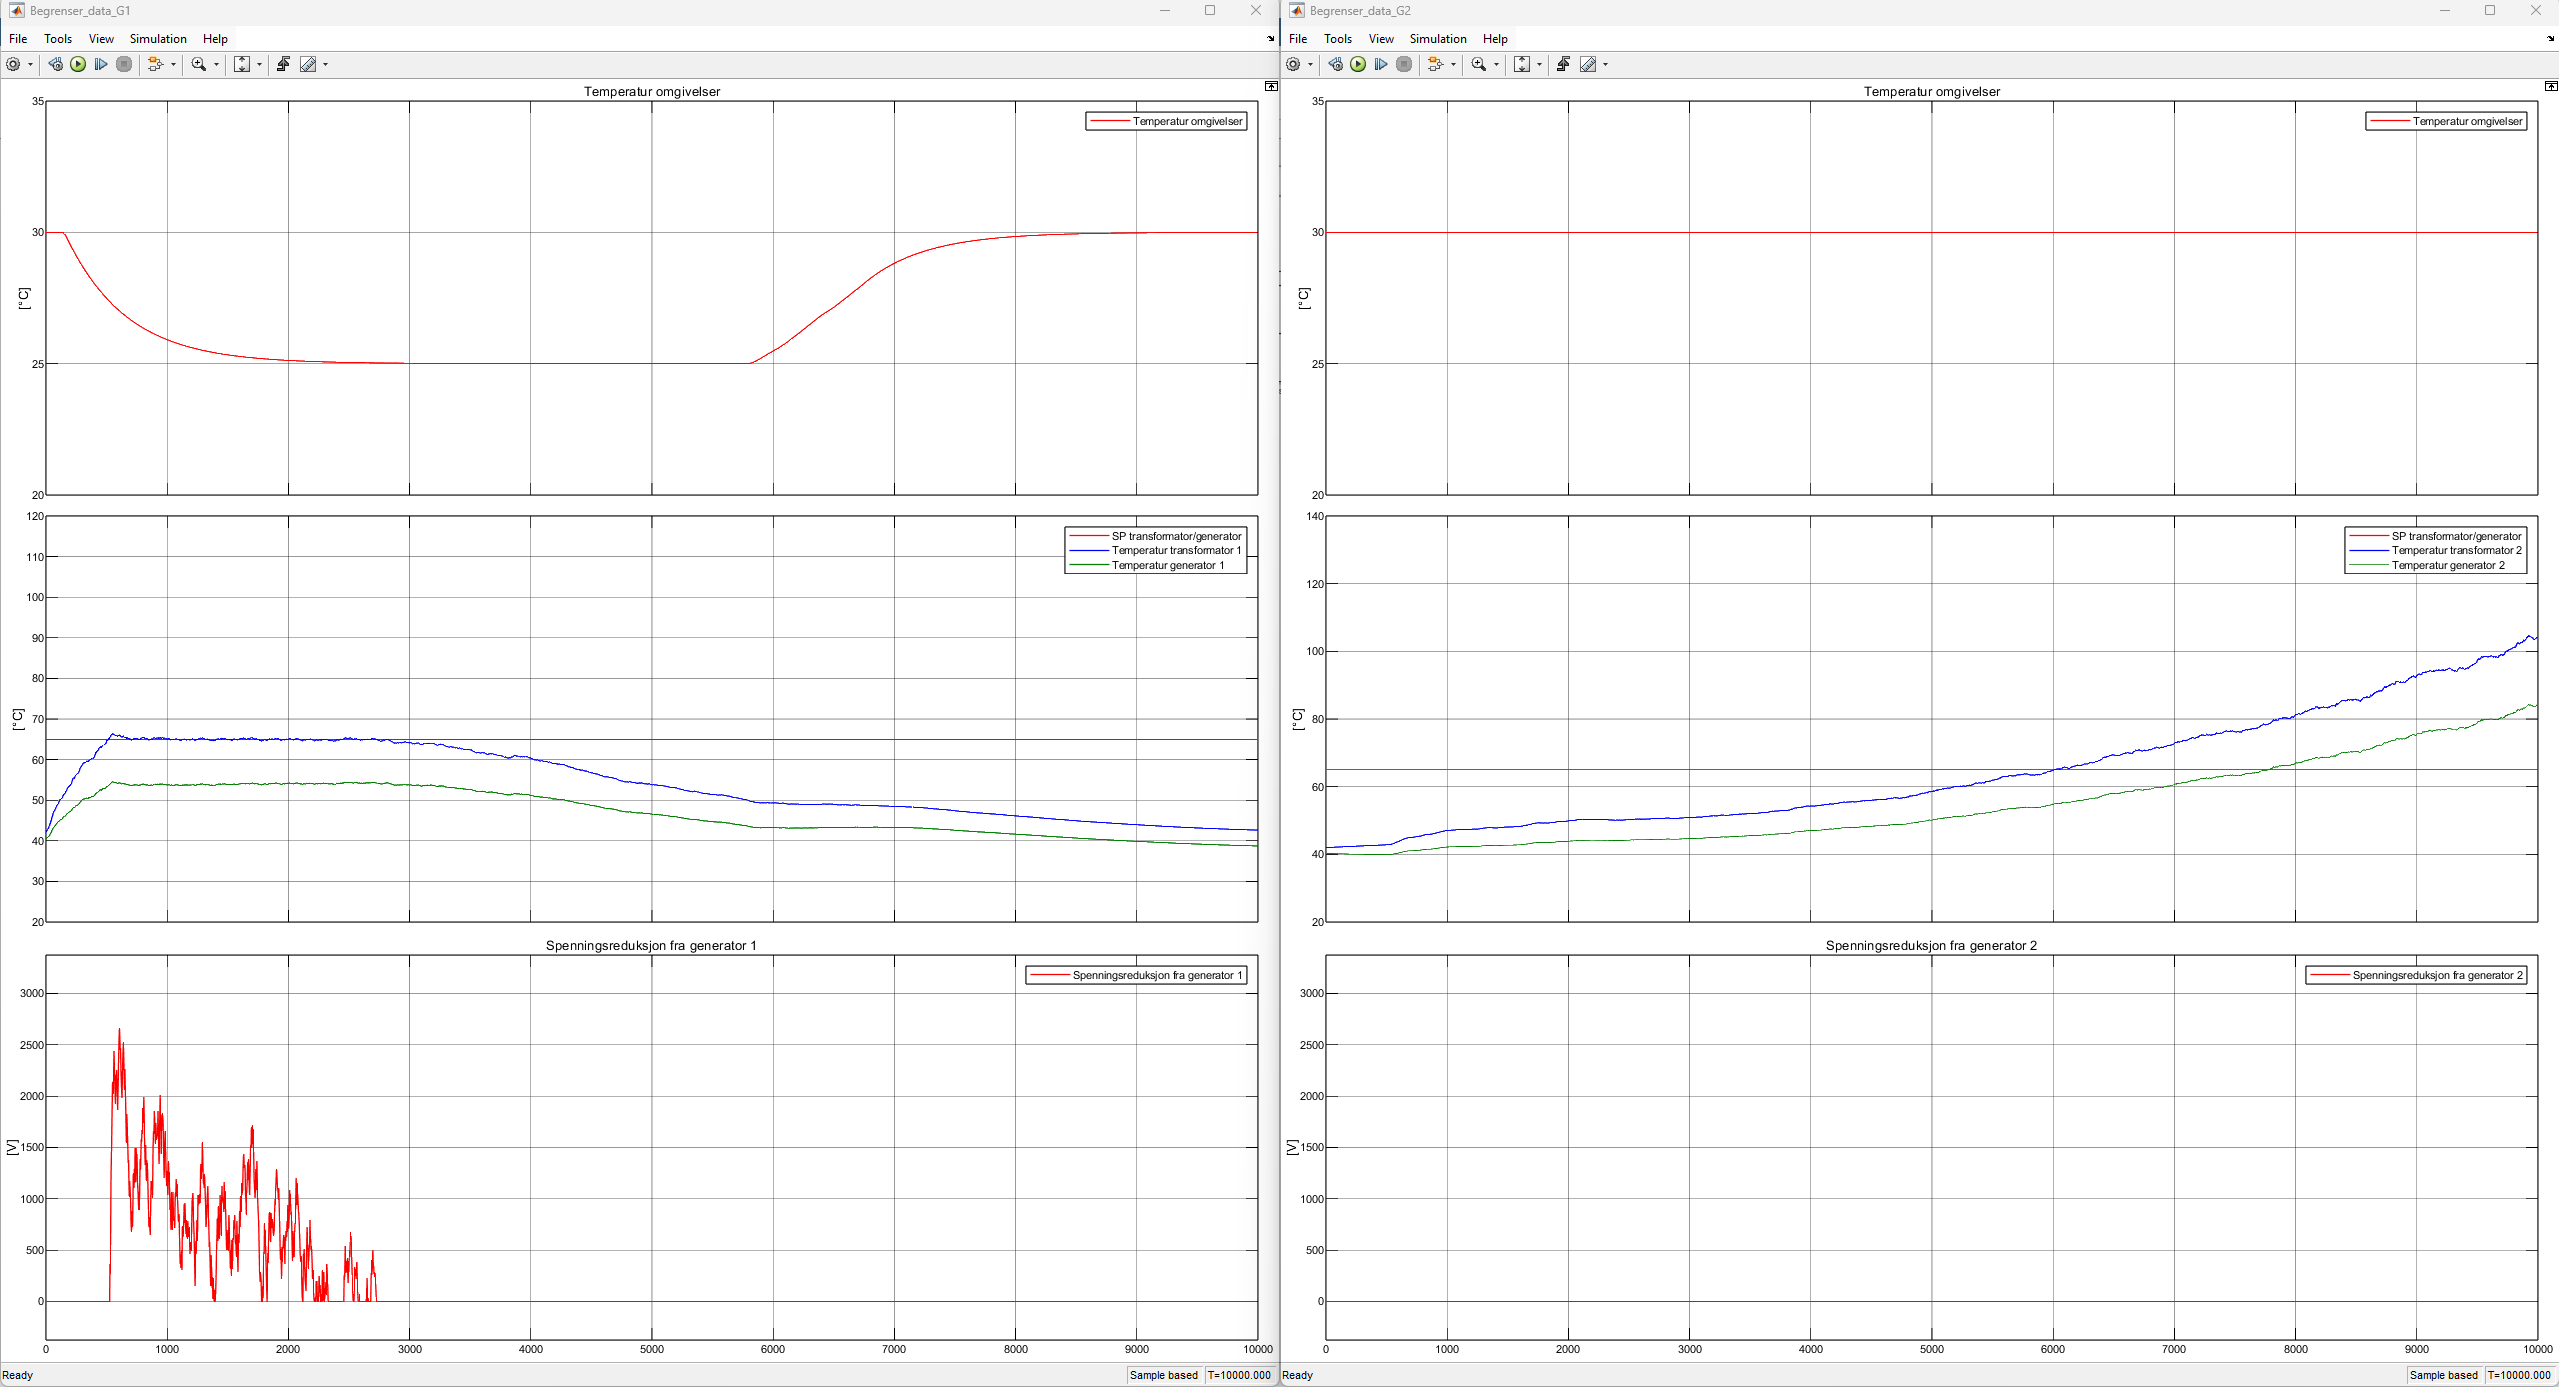 Begrenser_data_G1
File Tools View Simulation Help
Temperatur omgivelser
Temperatur omgivelser
35
30
25
20
[°C]
SP transformator/generator
Temperatur transformator 1
Temperatur generator 1
120
110
100
90
80
70
60
50
40
30
20
[°C]
Spenningsreduksjon fra generator 1
Spenningsreduksjon fra generator 1
3000
2500
2000
1500
1000
500
0
[V]
0 1000 2000 3000 4000 5000 6000 7000 8000 9000 10000
Ready Sample based T=10000.000
Begrenser_data_G2
File Tools View Simulation Help
Temperatur omgivelser
Temperatur omgivelser
35
30
25
20
[°C]
SP transformator/generator
Temperatur transformator 2
Temperatur generator 2
140
120
100
80
60
40
20
[°C]
Spenningsreduksjon fra generator 2
Spenningsreduksjon fra generator 2
3000
2500
2000
1500
1000
500
0
[V]
0 1000 2000 3000 4000 5000 6000 7000 8000 9000 10000
Ready Sample based T=10000.000